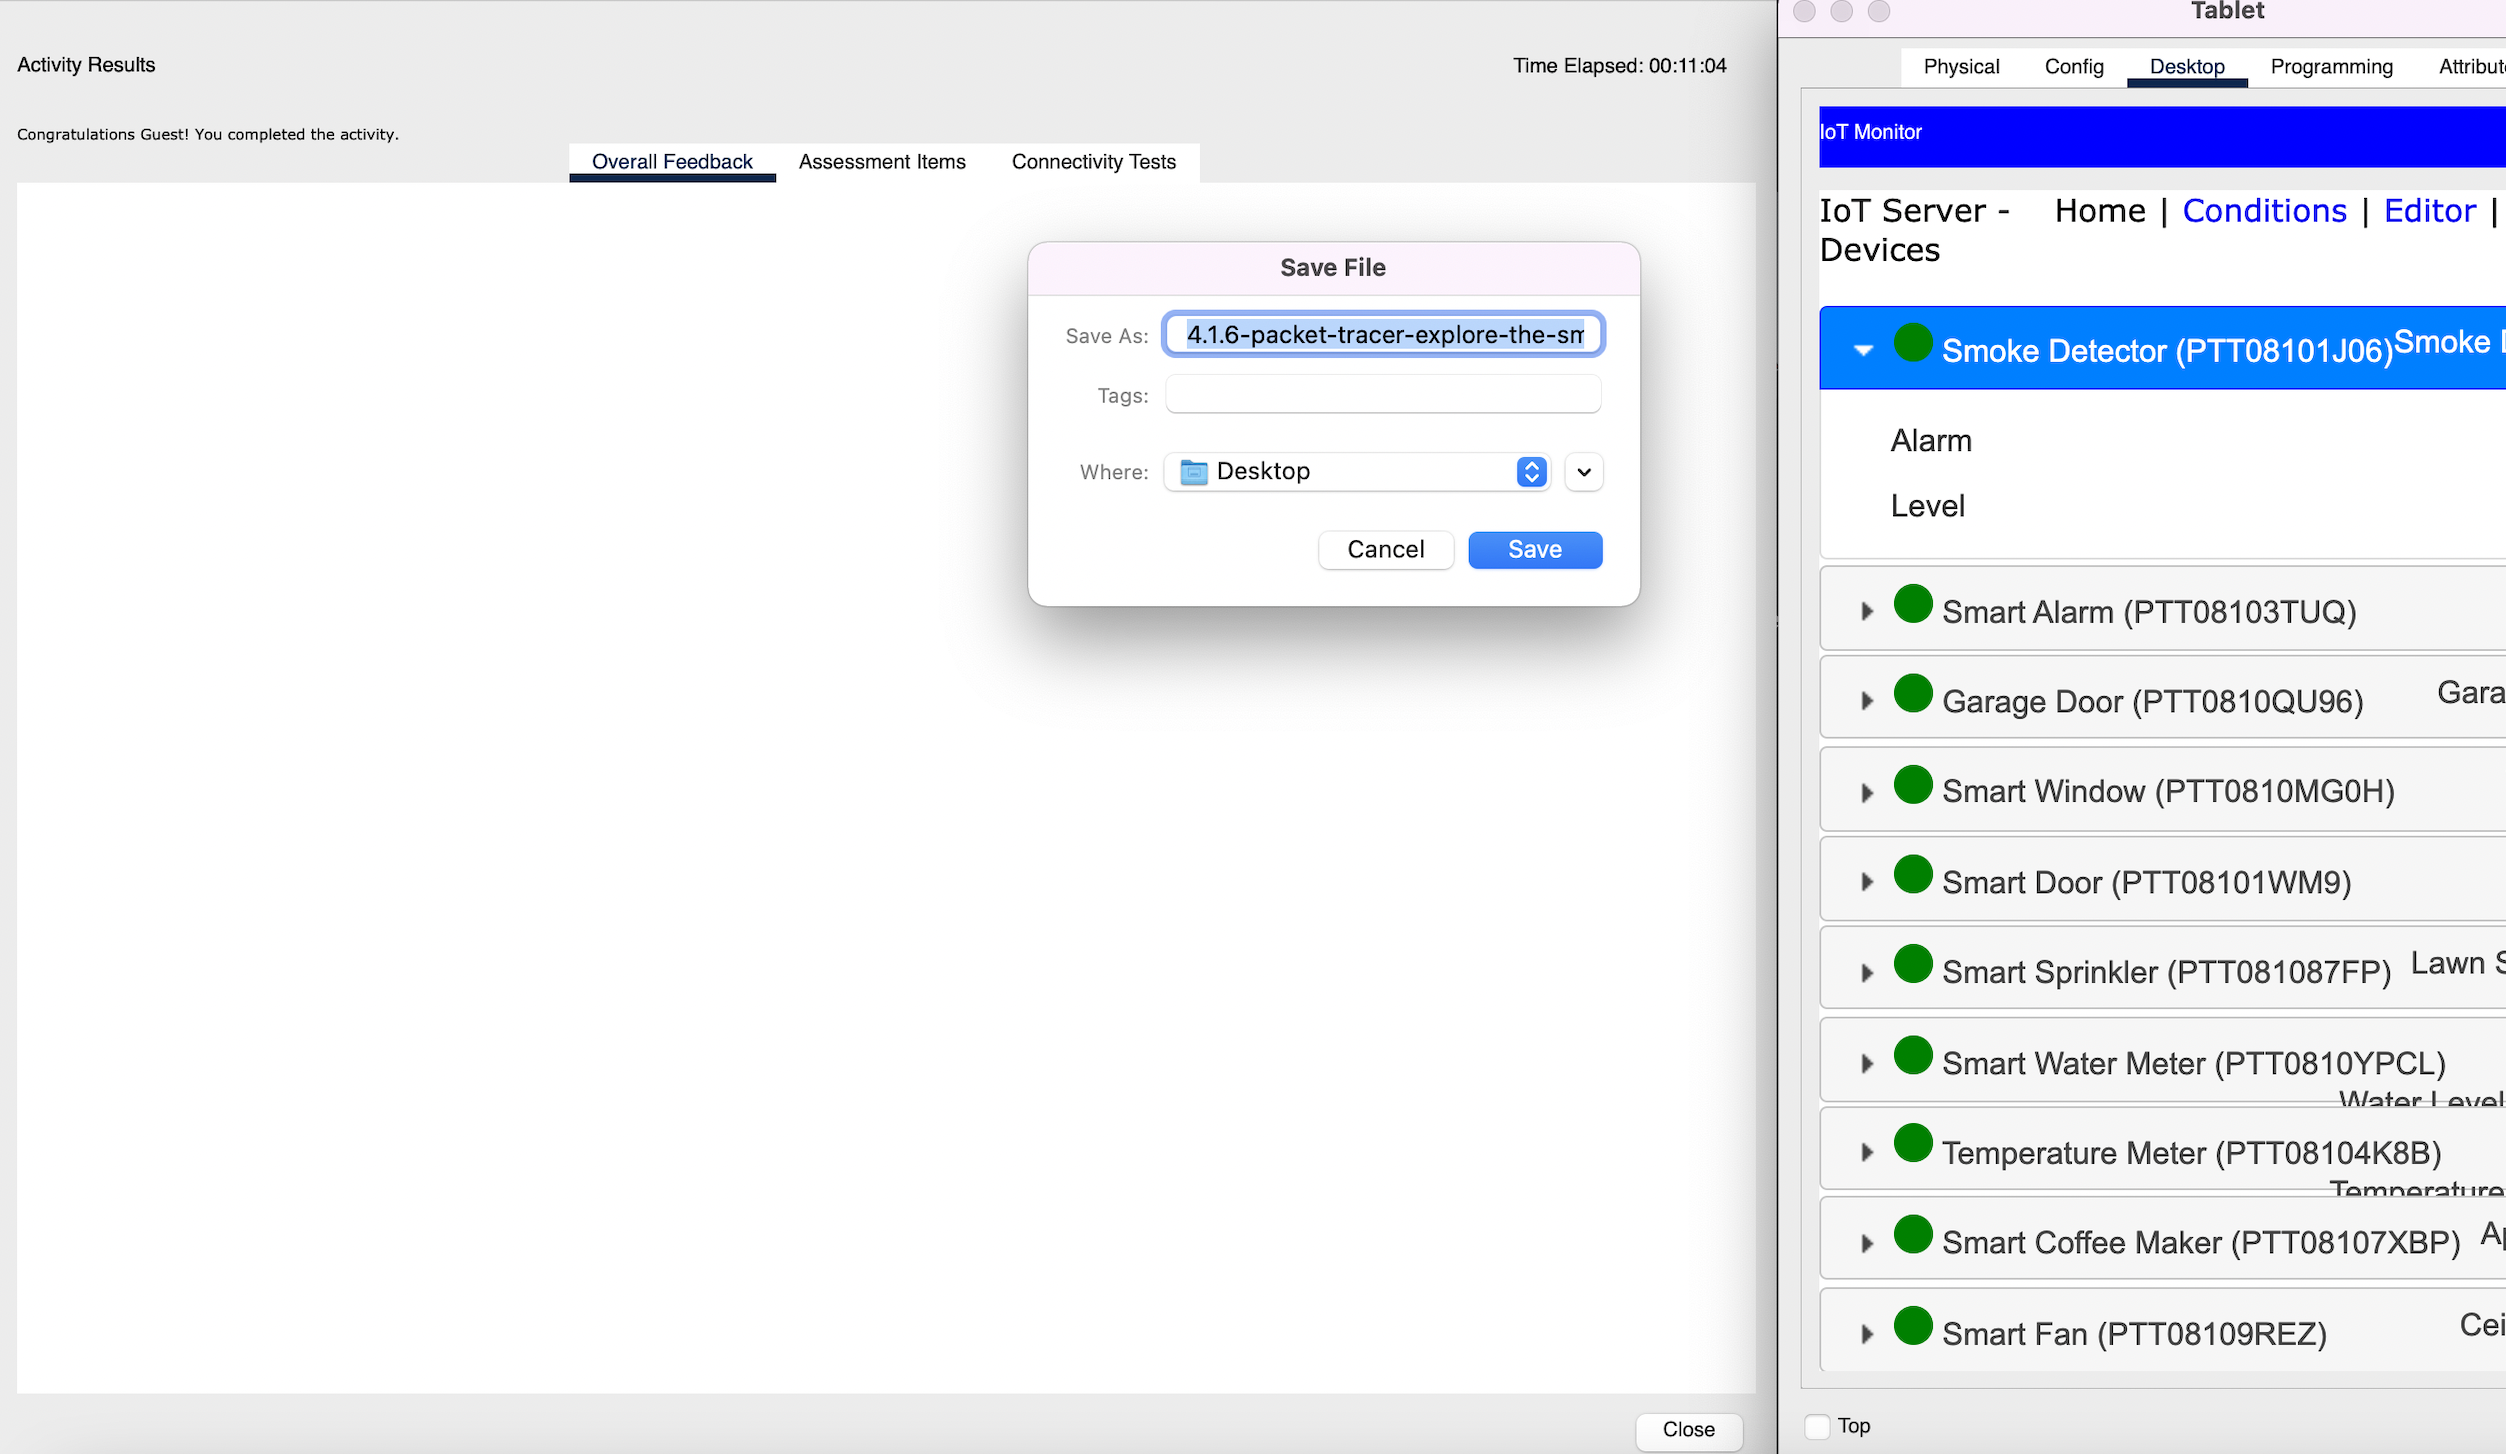 Activity Results
Time Elapsed: 00:11:04
Congratulations Guest! You completed the activity.
Overall Feedback
Assessment Items
Connectivity Tests
Save File
Save As: 4.1.6-packet-tracer-explore-the-sm
Tags:
Where: Desktop
Cancel
Save
Close
Tablet
Physical
Config
Desktop
Programming
Attribut
IoT Monitor
IoT Server - Devices
Home | Conditions | Editor |
Smoke Detector (PTT08101J06) Smoke
Alarm
Level
Smart Alarm (PTT08103TUQ)
Garage Door (PTT0810QU96) Gara
Smart Window (PTT0810MG0H)
Smart Door (PTT08101WM9)
Smart Sprinkler (PTT081087FP) Lawn
Smart Water Meter (PTT0810YPCL)
Water Level
Temperature Meter (PTT08104K8B)
Temperature
Smart Coffee Maker (PTT08107XBP)
Smart Fan (PTT08109REZ) Cei
Top